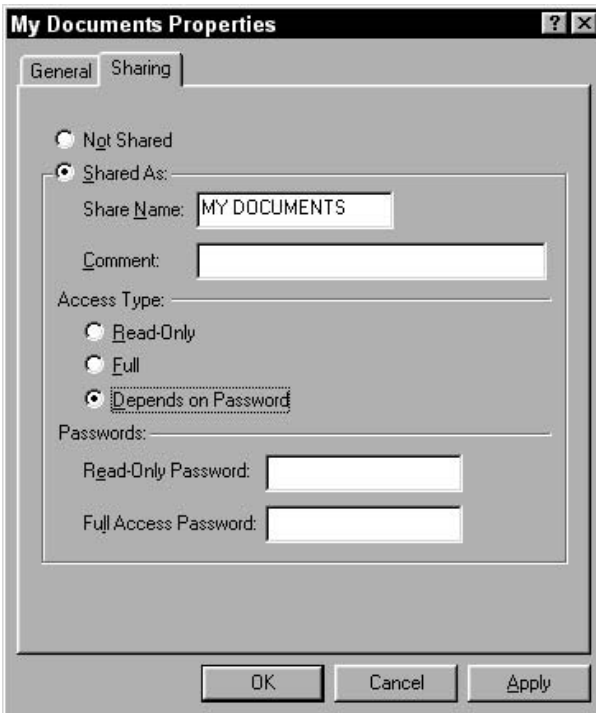 My Documents Properties
General Sharing
Not Shared
Shared As:
Share Name: MY DOCUMENTS
Comment:
Access Type:
Read-Only
Full
Depends on Password
Passwords:
Read-Only Password:
Full Access Password:
OK Cancel Apply